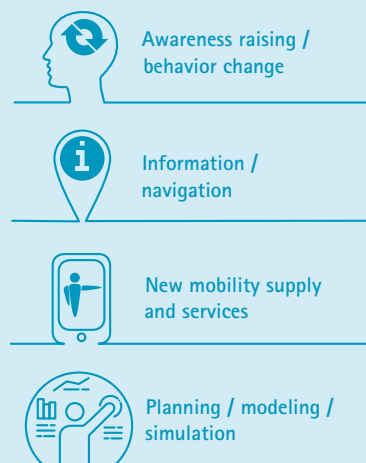 Awareness raising /
behavior change
i
Information /
navigation
New mobility supply
and services
Planning / modeling /
simulation